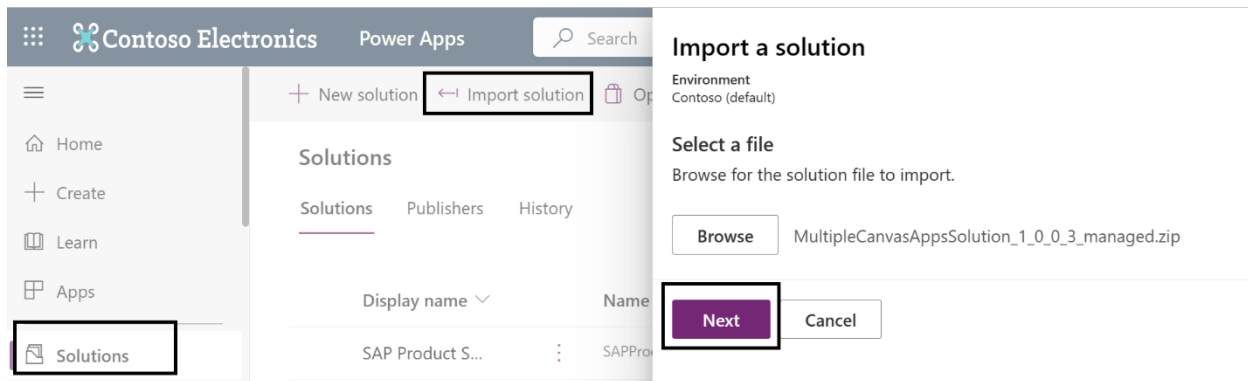 Contoso Electronics Power Apps Search
New solution Import solution
Home
Create
Learn
Apps
Solutions
Solutions
Solutions Publishers History
Display name Name
SAP Product S...
Import a solution
Environment
Contoso (default)
Select a file
Browse for the solution file to import.
Browse MultipleCanvasAppsSolution_1_0_0_3_managed.zip
Next Cancel